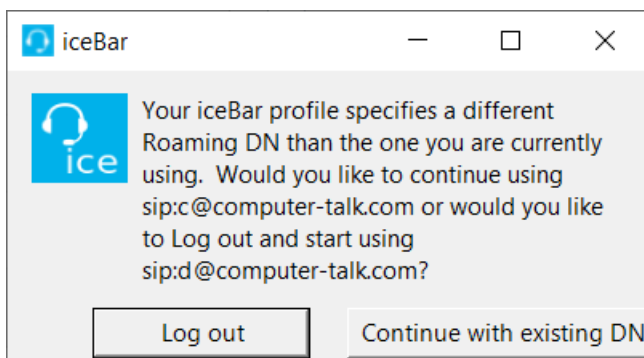 iceBar
Your iceBar profile specifies a different
Roaming DN than the one you are currently
ice
using. Would you like to continue using
sip:c@computer-talk.com or would you like
to Log out and start using
sip:d@computer-talk.com?
Log out
Continue with existing DN